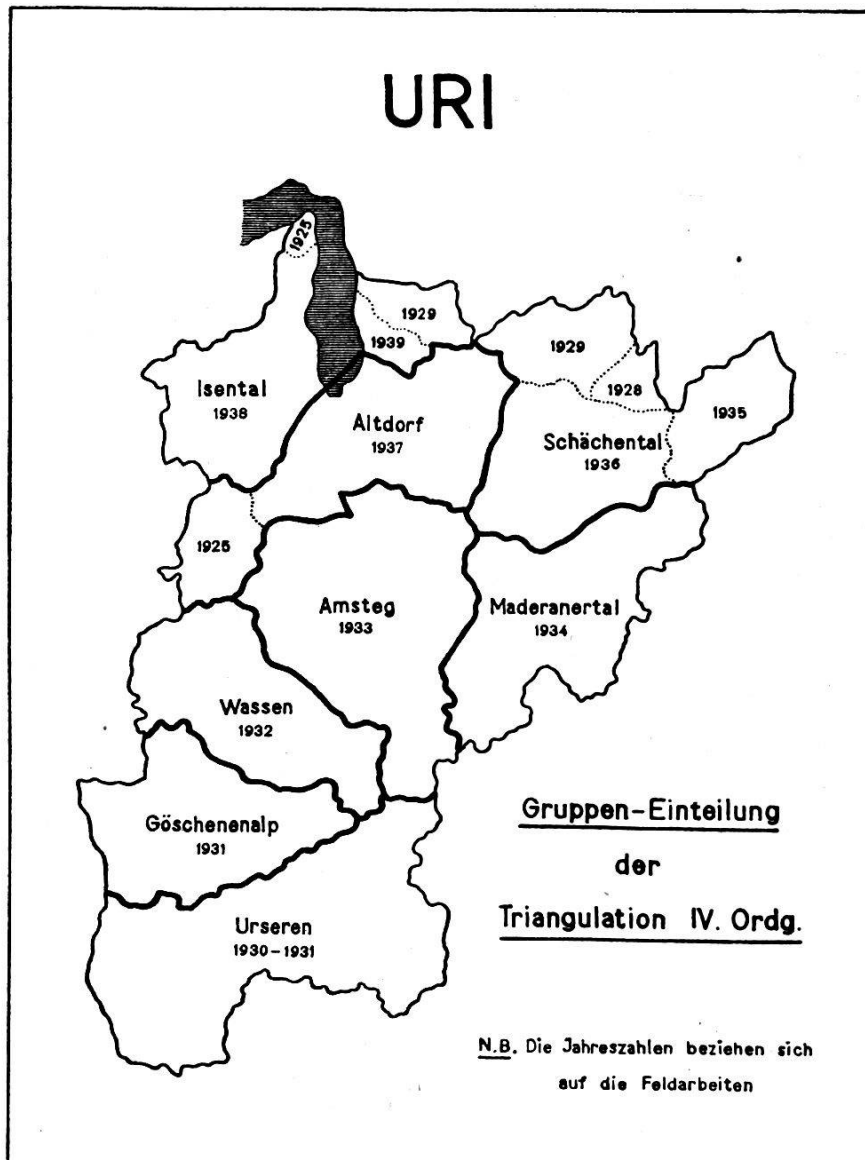 URI
1925
1929
1939
1929
1928
1935
Isental
1938
Altdorf
1937
Schächental
1936
1925
Amsteg
1933
Maderanertal
1934
Wassen
1932
Göschenenalp
1931
Urseren
1930-1931
Gruppen-Einteilung
der
Triangulation IV. Ordg.
N.B. Die Jahreszahlen beziehen sich
auf die Feldarbeiten